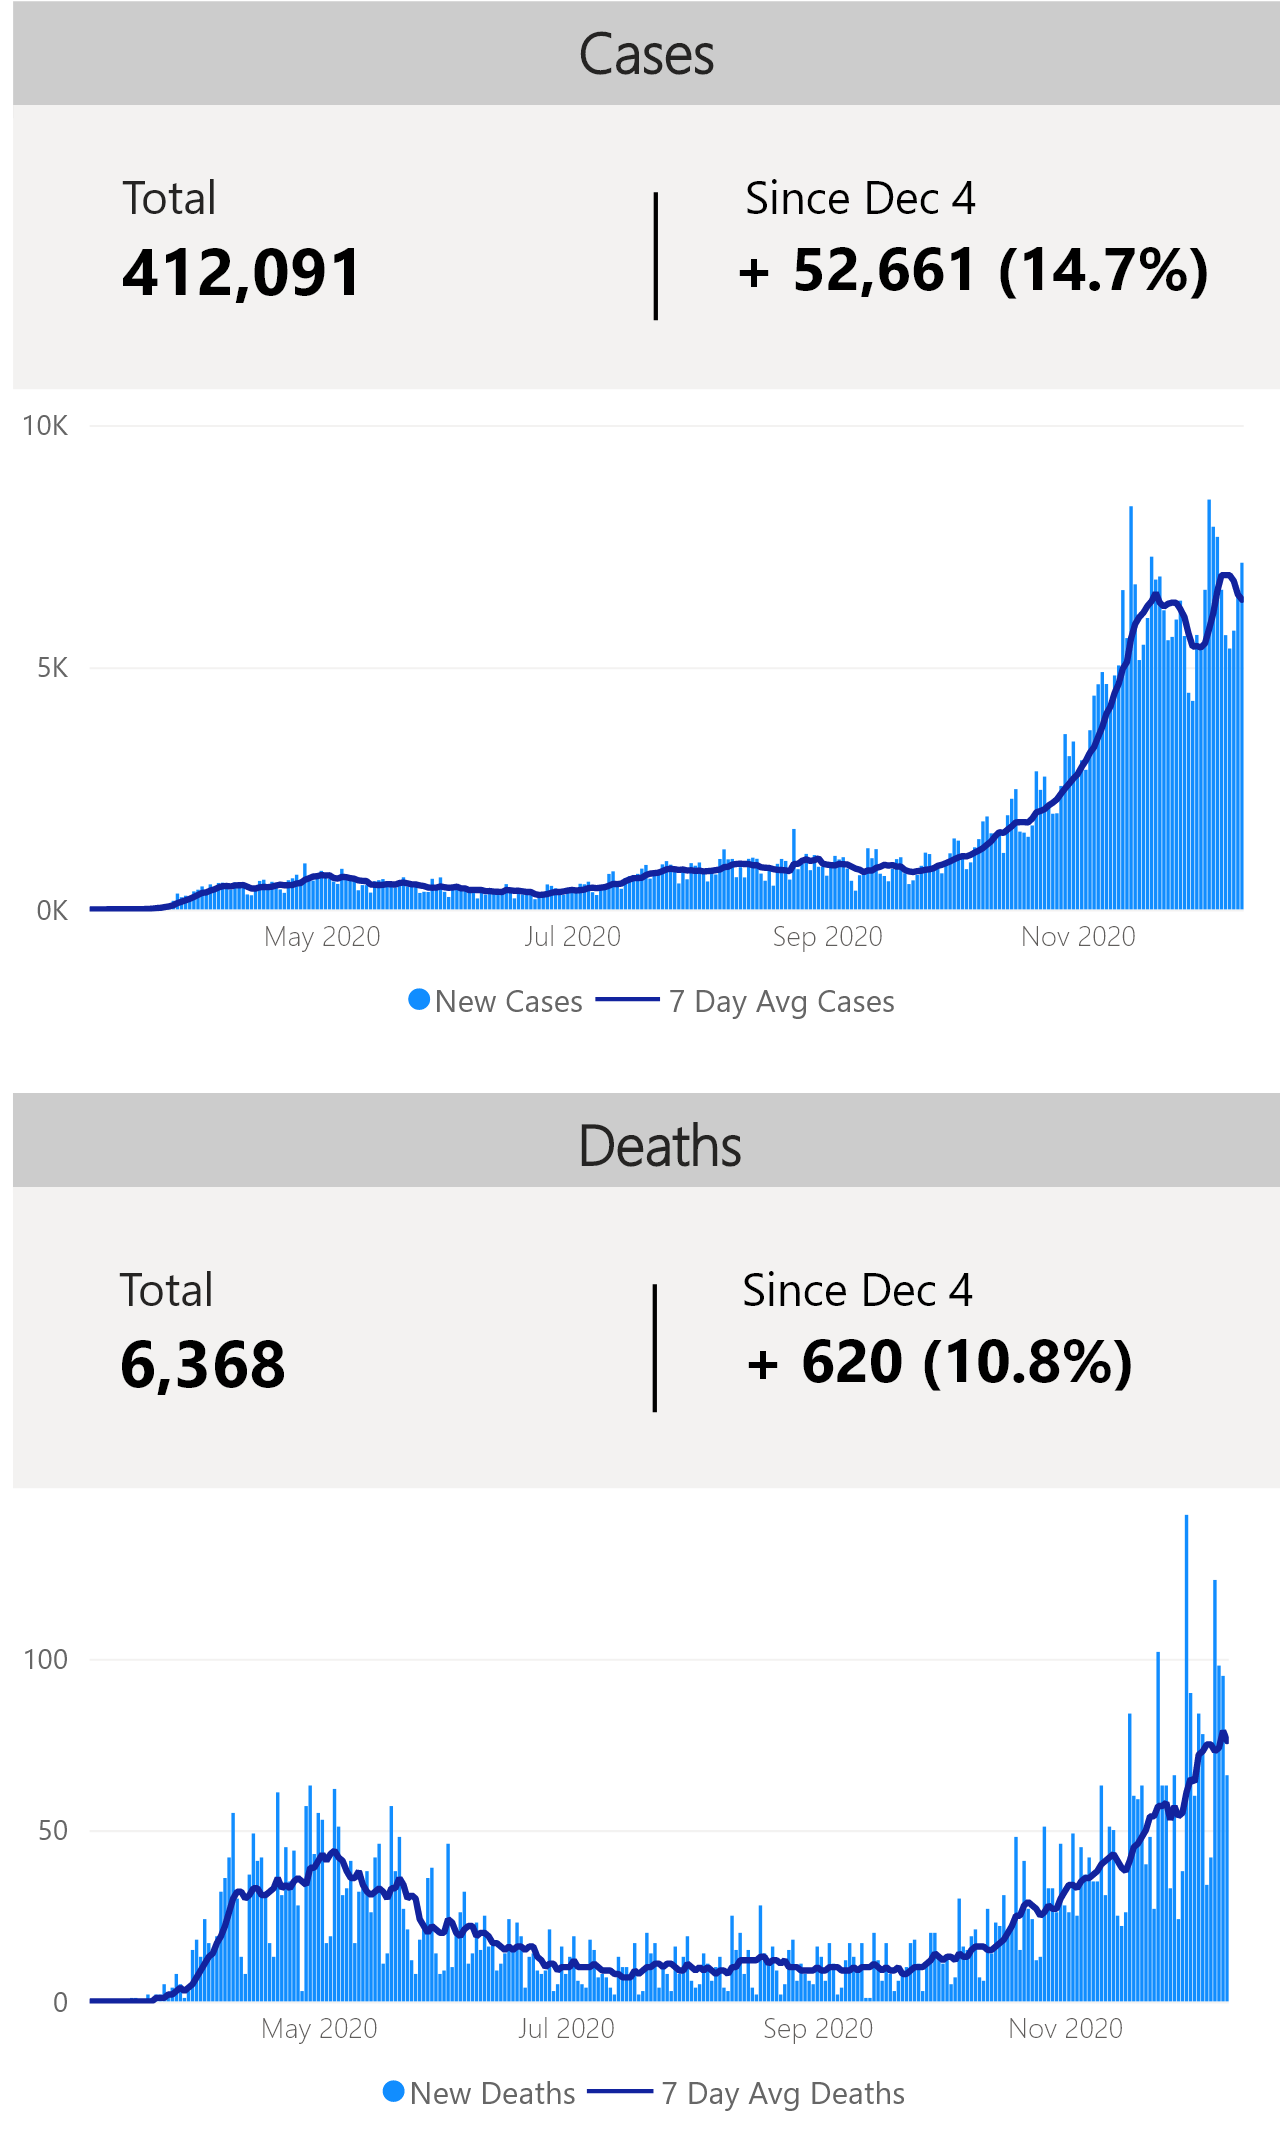 Cases
Total
Since Dec 4
412,091
+ 52,661 (14.7%)
10K
5K
0K
May 2020
Jul 2020
Sep 2020
Nov 2020
New Cases
7 Day Avg Cases
Deaths
Total
Since Dec 4
6,368
+ 620 (10.8%)
100
50
0
May 2020
Jul 2020
Sep 2020
Nov 2020
New Deaths
7 Day Avg Deaths